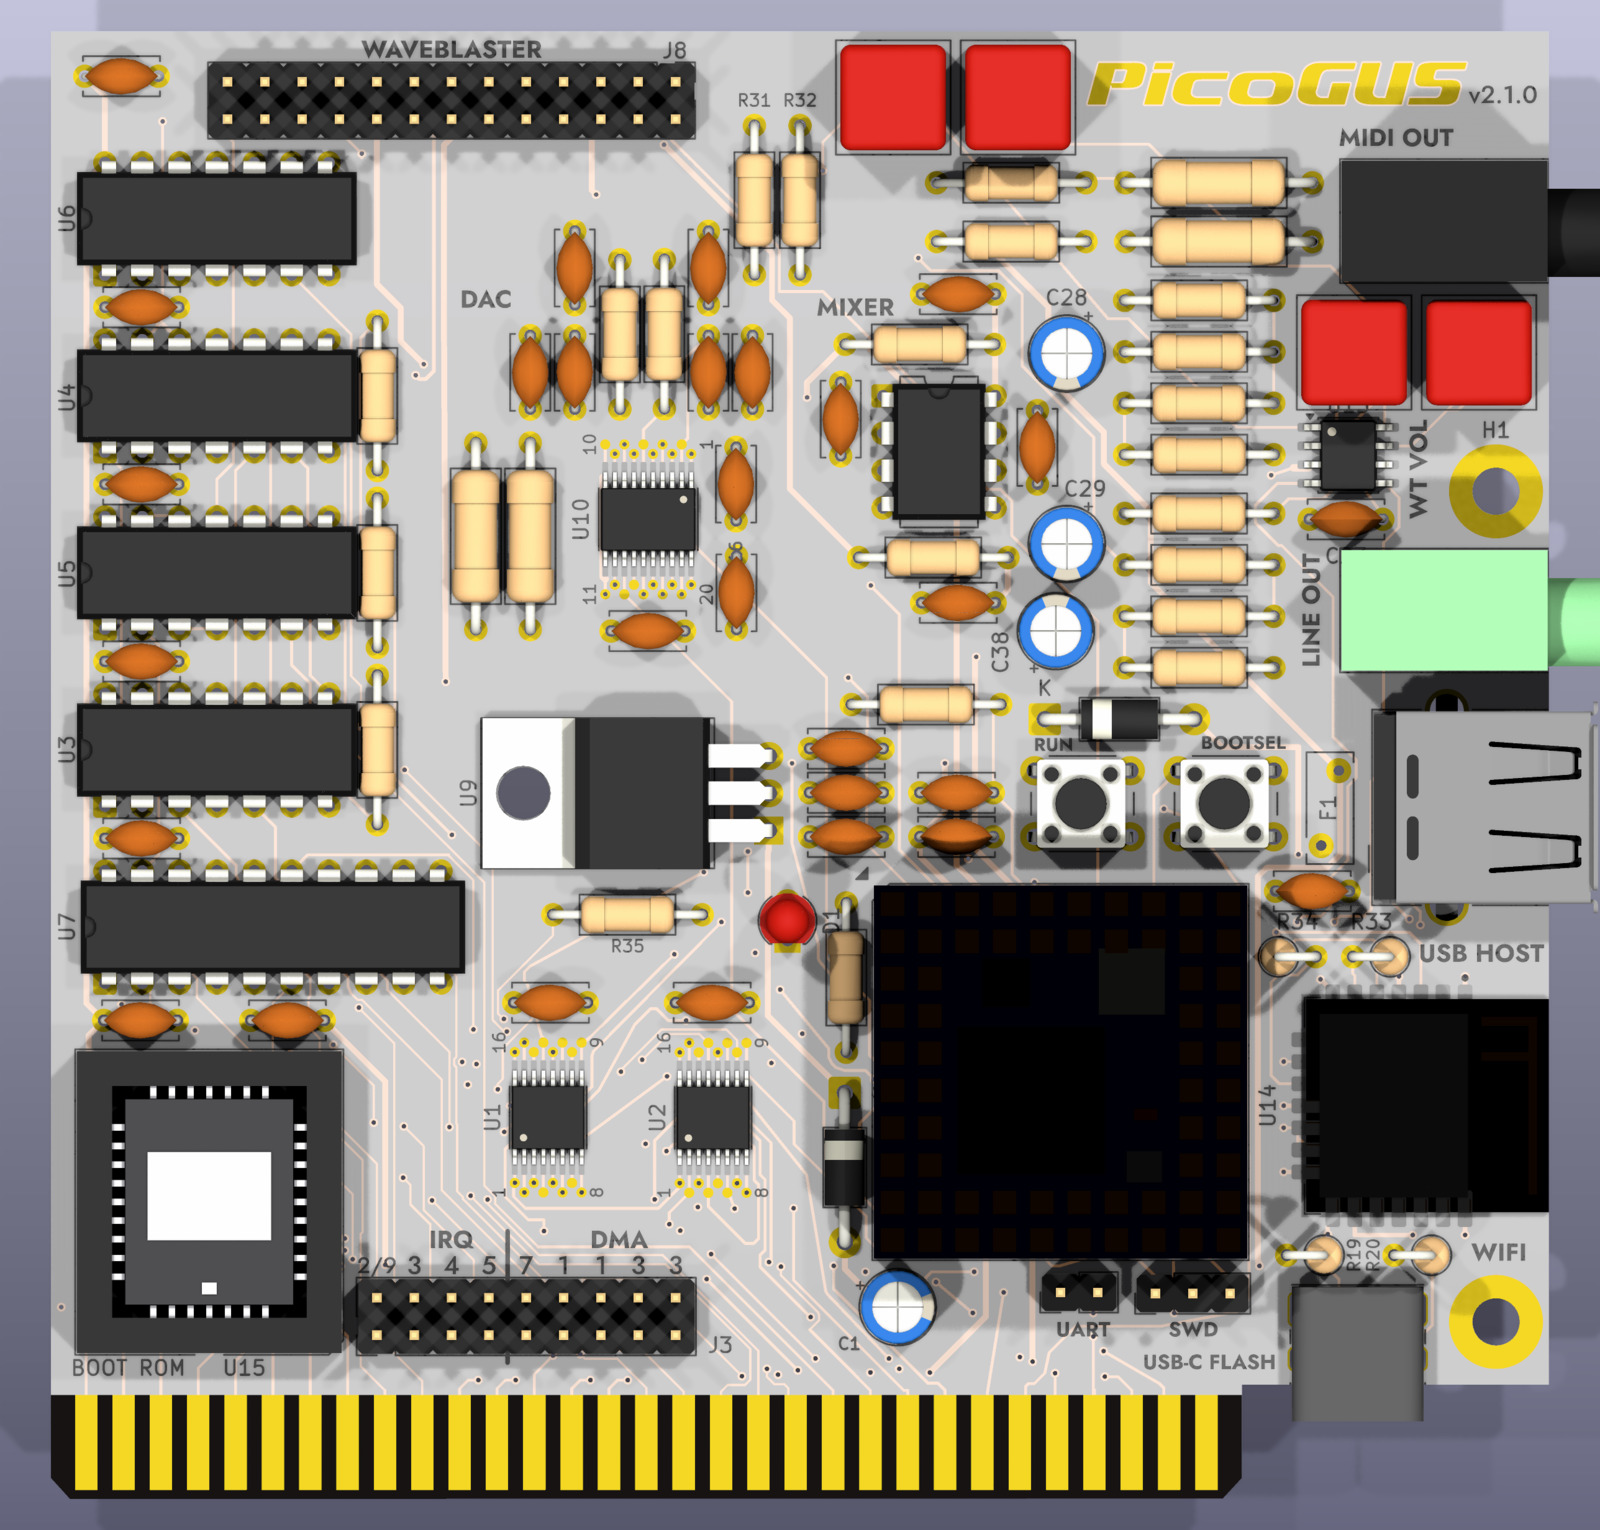 WAVEBLASTER
J8
PicoGUS
v2.1.0
R31 R32
MIDI OUT
U6
DAC
C28
+
MIXER
U4
H1
10
1
WT VOL
C29
+
U10
U5
LINE OUT
11
20
6
C38
+
K
U3
RUN
BOOTSEL
U9
F1
U7
D1
R35
R34 R33
USB HOST
16
9
16
9
U1
U2
U14
1
8
1
8
IRQ
DMA
2/9 3 4 5 7 1 1 3 3
R19
R20
WIFI
+
C1
J3
UART
SWD
BOOT ROM
U15
USB-C FLASH